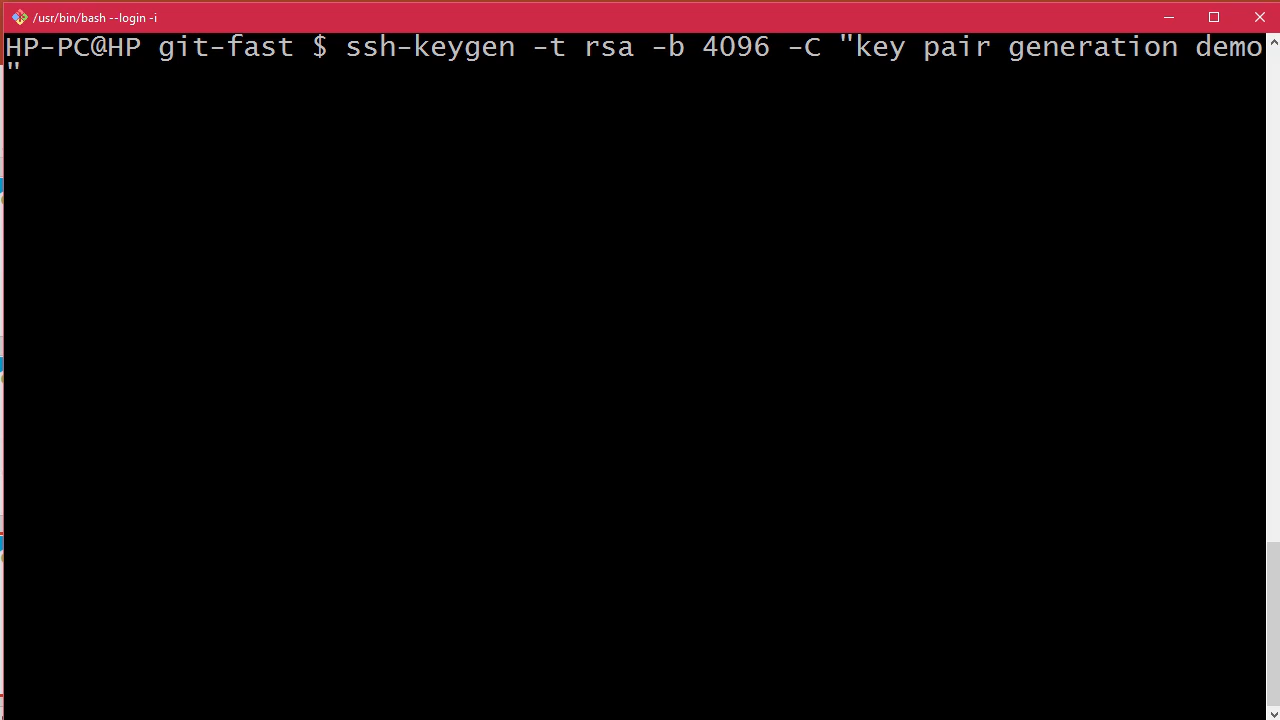 /usr/bin/bash --login -i
HP-PC@HP git-fast $ ssh-keygen -t rsa -b 4096 -C "key pair generation demo
"